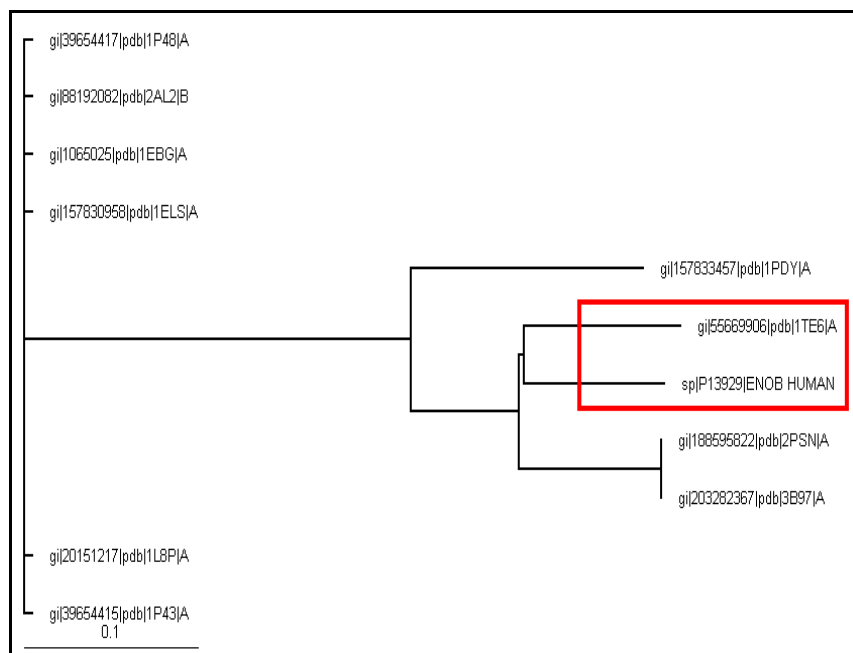 gi|39654417|pdb|1P48|A
gi|88192082|pdb|2AL2|B
gi|1065025|pdb|1EBG|A
gi|157830958|pdb|1ELS|A
gi|157833457|pdb|1PDY|A
gi|55669906|pdb|1TE6|A
sp|P13929|ENOB HUMAN
gi|188595822|pdb|2PSN|A
gi|203282367|pdb|3B97|A
gi|20151217|pdb|1L8P|A
gi|39654415|pdb|1P43|A
0.1